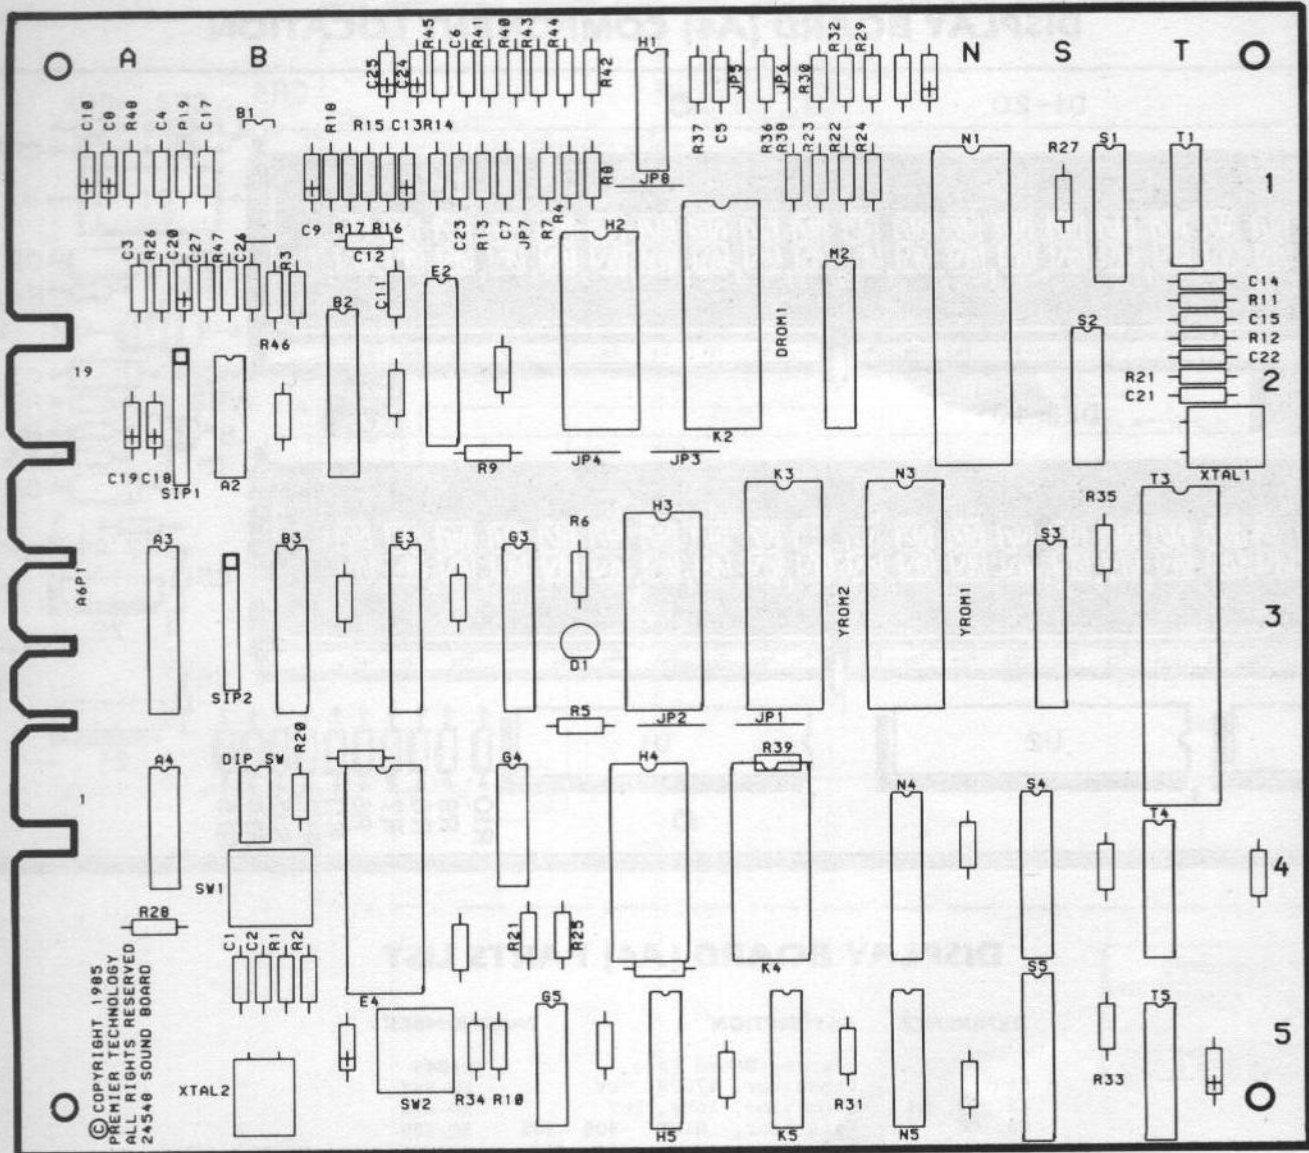 A B N S T
R45 C6 R41 R40 R43 R44 H1 R32 R29
C25 C24 R42 JP5 JP6 R30
C10 C8 R48 C4 P19 C17 B1 R18 R15 C13 R14 R37 C5 R36 R38 R23 R22 R24 N1 R27 S1 T1
R8 JP8 1
C3 R26 C20 C27 R47 C26 R3 C9 R17 R16 C12 C23 R13 C7 JP7 R7 R4 H2
C11 E2 M2 C14
B2 R11
DROM1 S2 C15
R46 R12
C22
19 2
R21
C21
K2
R9 JP4 JP3
C19 C18 SIP1 A2 K3 N3 T3 XTAL1
H3 R35
R6
A3 B3 E3 G3 S3
A6P1
YROM2 YROM1 3
D1
SIP2
R5 JP2 JP1
R20
DIP SW G4 H4 R39
A4
1 N4 S4
T4
4
SW1
R28 C1 C2 R1 R2 R21 R25
K4 S5
E4 G5 T5
5
XTAL2 SW2 R34 R10 R31 R33
H5 K5 N5
© COPYRIGHT 1985
PREMIER TECHNOLOGY
ALL RIGHTS RESERVED
24548 SOUND BOARD